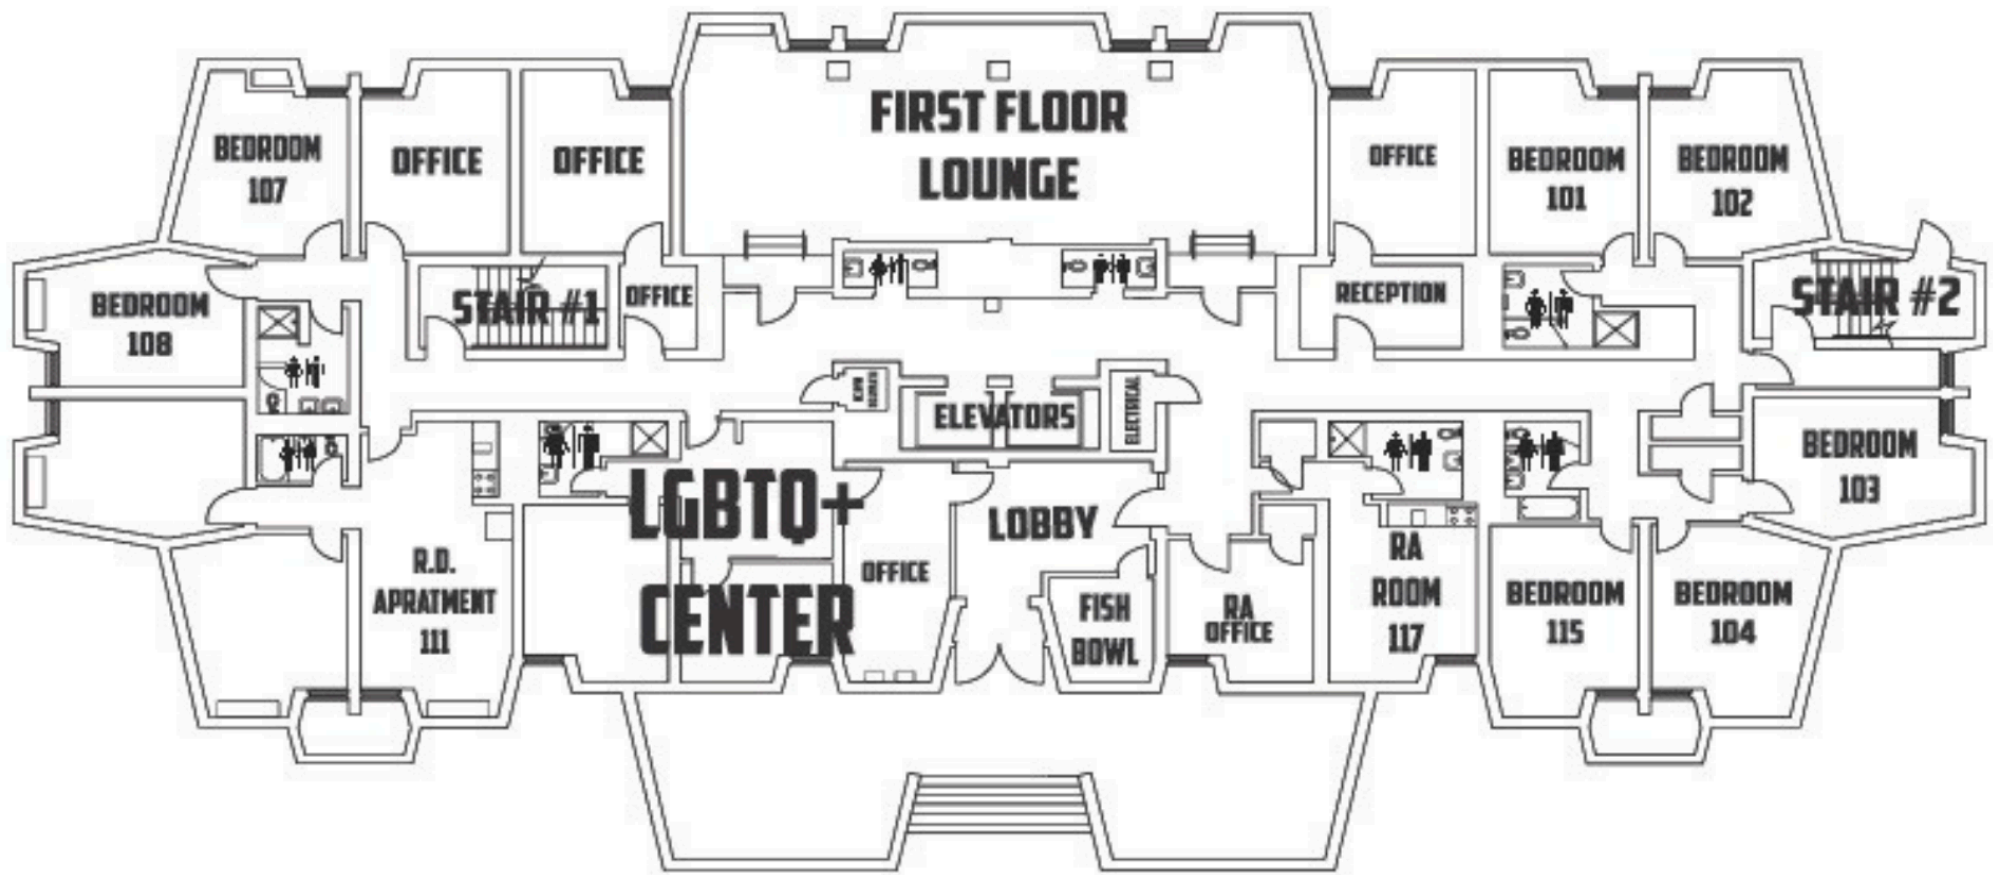 FIRST FLOOR
LOUNGE
BEDROOM
107
OFFICE
OFFICE
OFFICE
BEDROOM
101
BEDROOM
102
BEDROOM
108
STAIR #1
OFFICE
RECEPTION
STAIR #2
ELEVATORS
ELECTRICAL
BEDROOM
103
LGBTQ+
CENTER
LOBBY
OFFICE
R.D.
APRATMENT
111
FISH
BOWL
RA
OFFICE
RA
ROOM
117
BEDROOM
115
BEDROOM
104